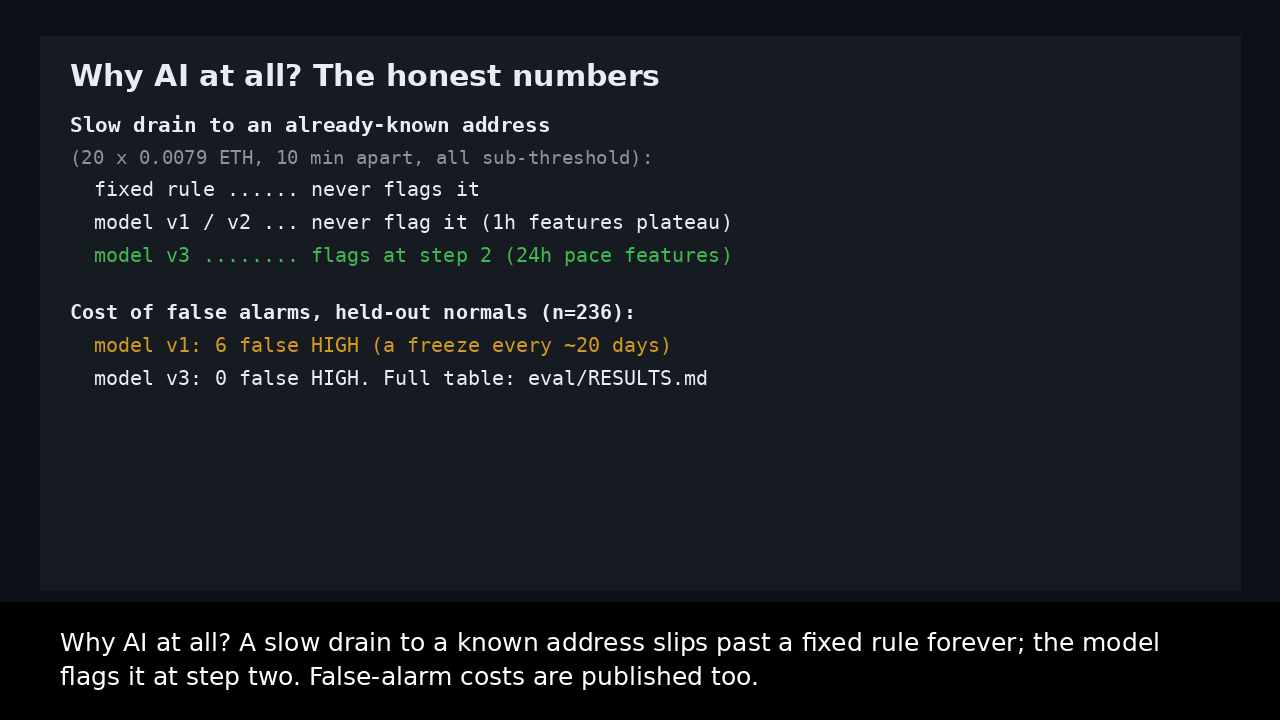 Why AI at all? The honest numbers
Slow drain to an already-known address
(20 x 0.0079 ETH, 10 min apart, all sub-threshold):
fixed rule ...... never flags it
model v1 / v2 ... never flag it (1h features plateau)
model v3 ........ flags at step 2 (24h pace features)
Cost of false alarms, held-out normals (n=236):
model v1: 6 false HIGH (a freeze every ~20 days)
model v3: 0 false HIGH. Full table: eval/RESULTS.md
Why AI at all? A slow drain to a known address slips past a fixed rule forever; the model
flags it at step two. False-alarm costs are published too.